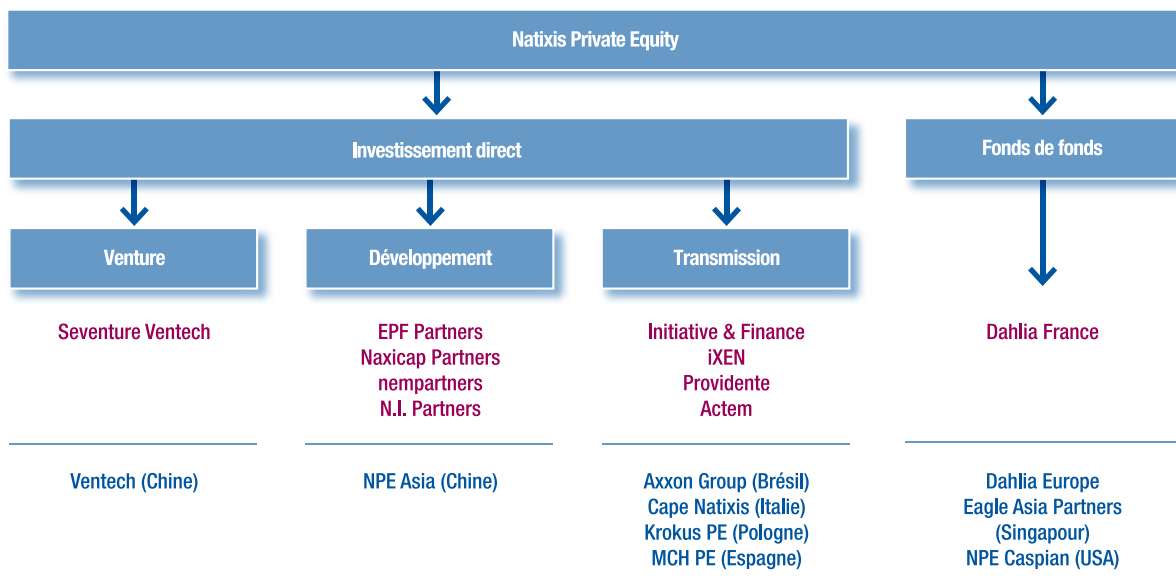 Natixis Private Equity
Investissement direct
Fonds de fonds
Venture
Développement
Transmission
Seventure Ventech
EPF Partners
Naxicap Partners
nempartners
N.I. Partners
Initiative & Finance
iXEN
Providente
Actem
Dahlia France
Ventech (Chine)
NPE Asia (Chine)
Axxon Group (Brésil)
Cape Natixis (Italie)
Krokus PE (Pologne)
MCH PE (Espagne)
Dahlia Europe
Eagle Asia Partners
(Singapour)
NPE Caspian (USA)